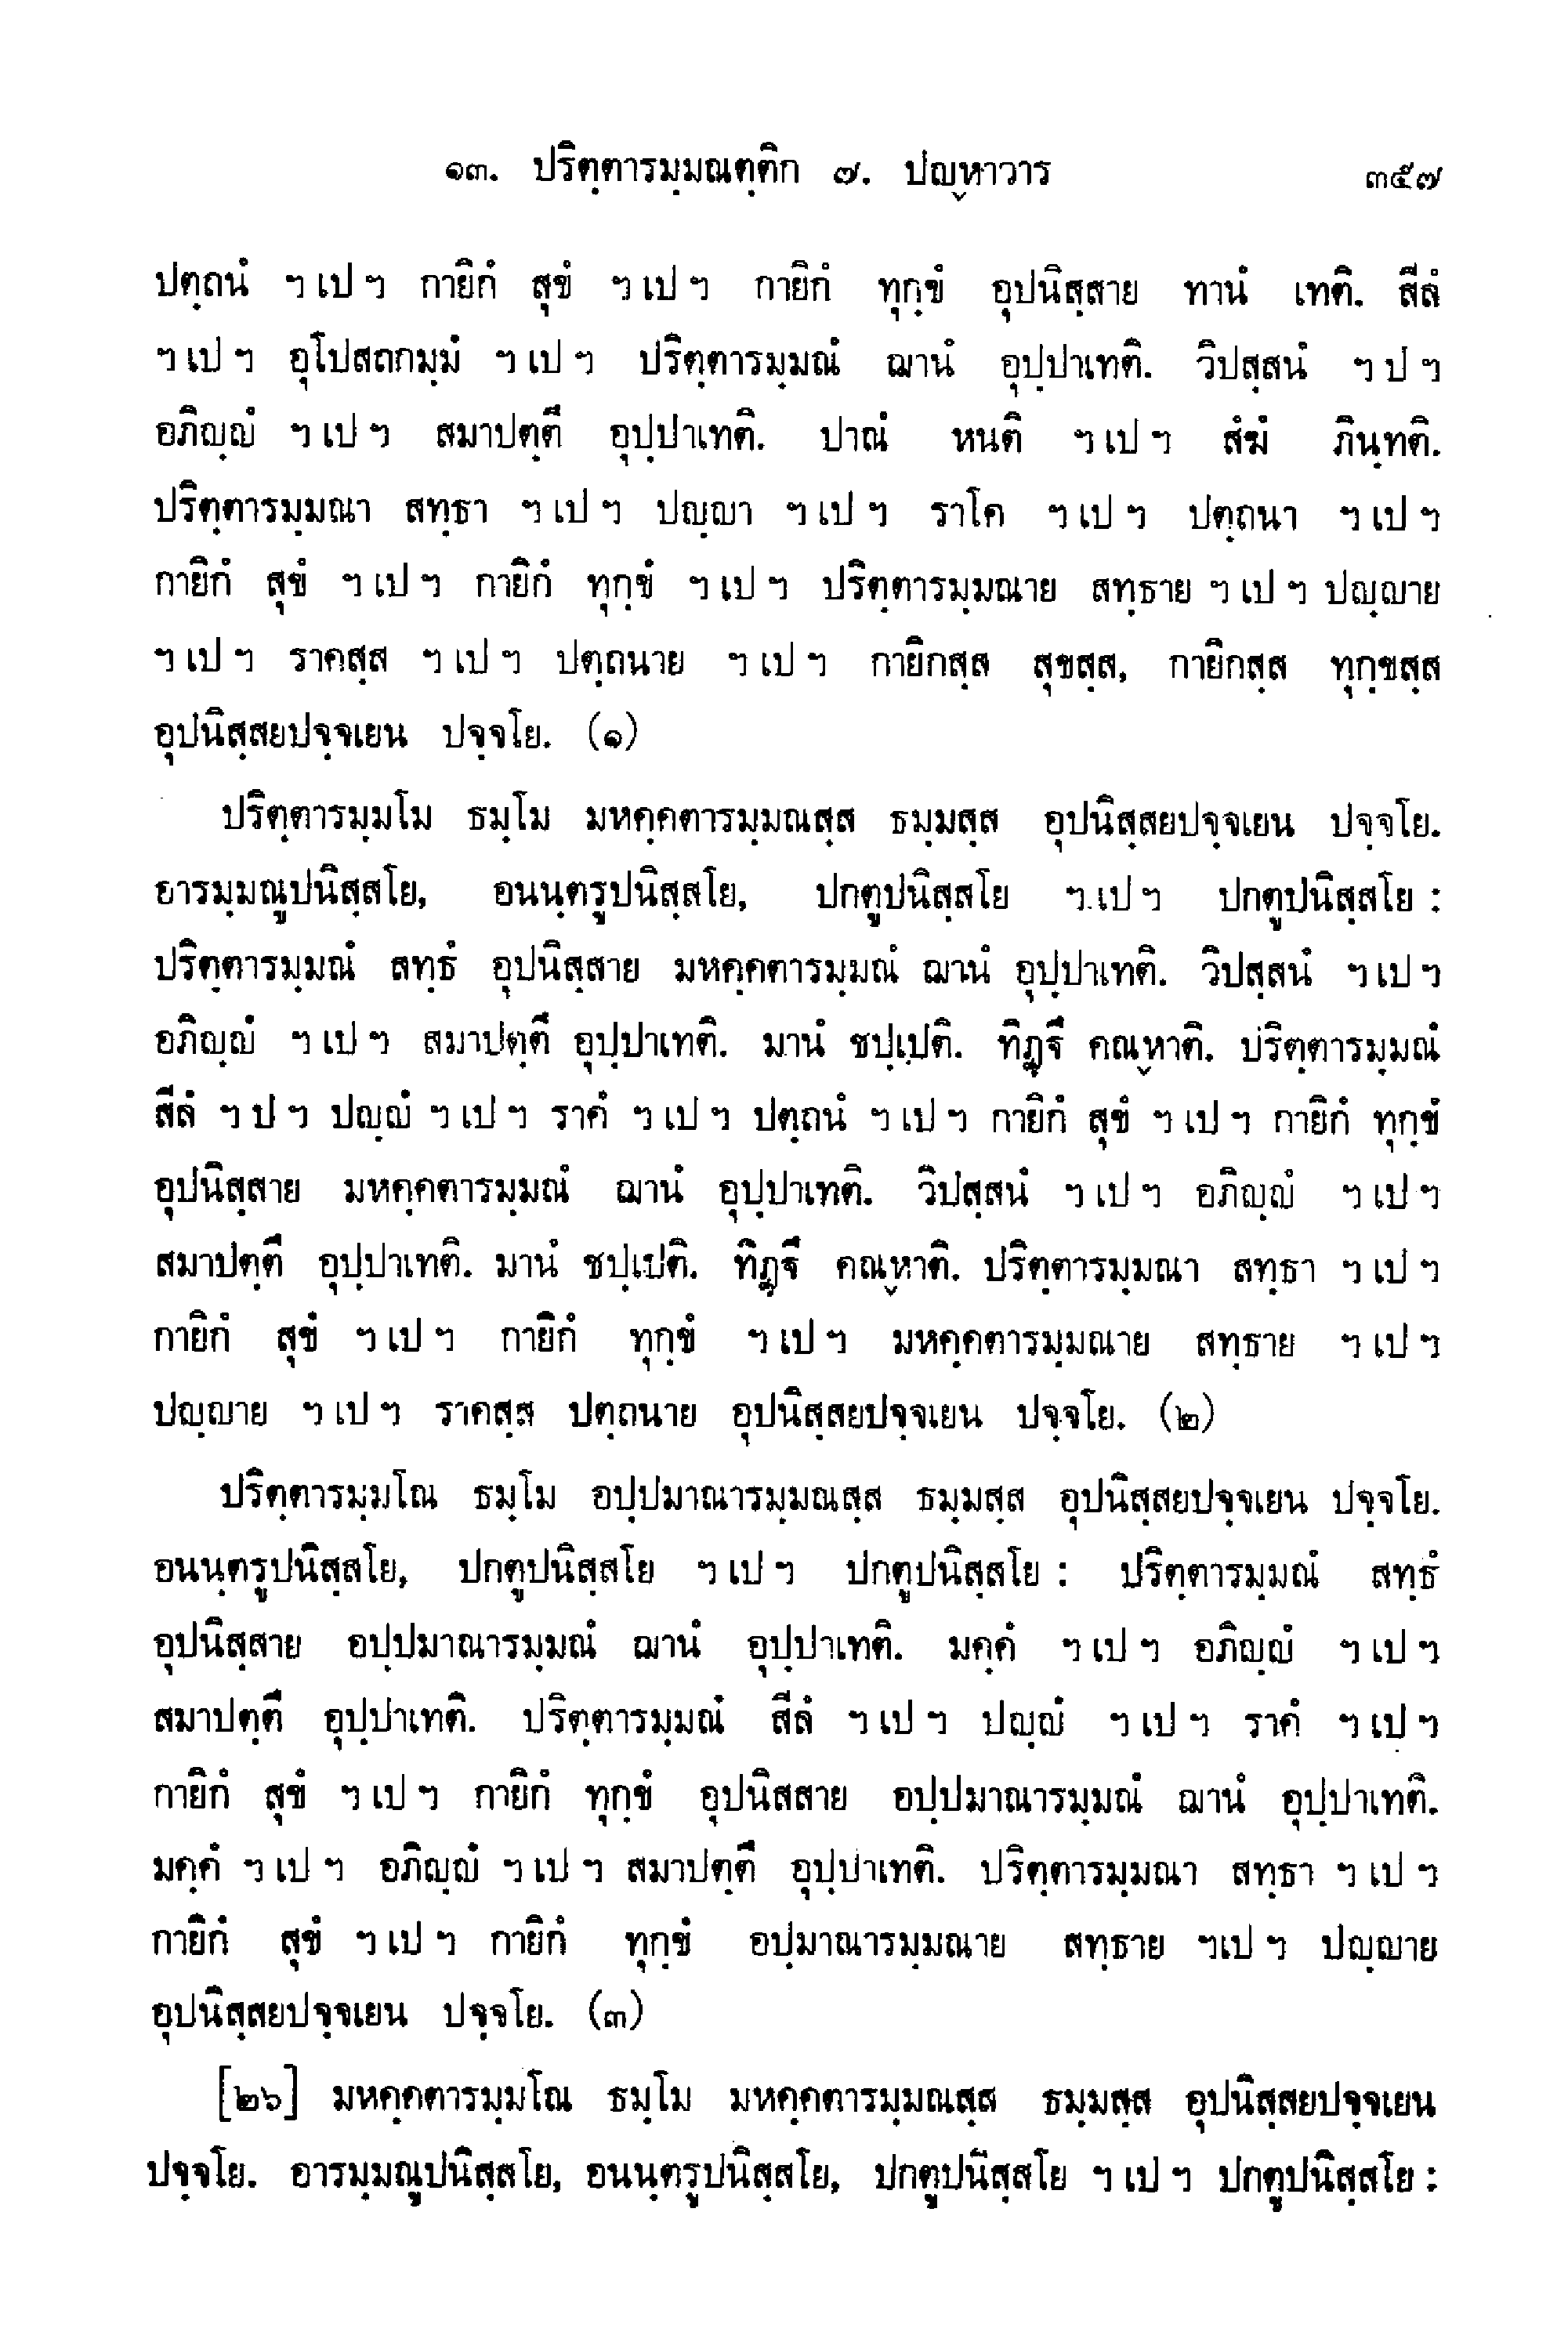 ๑๓. ปริตฺตารมฺมณตฺติก ๗. ปญฺหาวาร ๓๕๗
ปตฺถนํ ฯ เป ฯ กายิกํ สุขํ ฯ เป ฯ กายิกํ ทุกฺขํ อุปนิสฺสาย ทานํ เทติ. สีลํ
ฯ เป ฯ อุโปสถกมฺมํ ฯ เป ฯ ปริตฺตารมฺมณํ ฌานํ อุปฺปาเทติ. วิปสฺสนํ ฯ ป ฯ
อภิญฺญํ ฯ เป ฯ สมาปตฺตึ อุปฺปาเทติ. ปาณํ หนติ ฯ เป ฯ สํฆํ ภินฺทติ.
ปริตฺตารมฺมณา สทฺธา ฯ เป ฯ ปญฺญา ฯ เป ฯ ราโค ฯ เป ฯ ปตฺถนา ฯ เป ฯ
กายิกํ สุขํ ฯ เป ฯ กายิกํ ทุกฺขํ ฯ เป ฯ ปริตฺตารมฺมณาย สทฺธาย ฯ เป ฯ ปญฺญาย
ฯ เป ฯ ราคสฺส ฯ เป ฯ ปตฺถนาย ฯ เป ฯ กายิกสฺส สุขสฺส, กายิกสฺส ทุกฺขสฺส
อุปนิสฺสยปจฺจเยน ปจฺจโย. (๑)
ปริตฺตารมฺมโม ธมฺโม มหคฺคตารมฺมณสฺส ธมฺมสฺส อุปนิสฺสยปจฺจเยน ปจฺจโย.
อารมฺมณูปนิสฺสโย, อนนฺตรูปนิสฺสโย, ปกตูปนิสฺสโย ฯ เป ฯ ปกตูปนิสฺสโย :
ปริตฺตารมฺมณํ สทฺธํ อุปนิสฺสาย มหคฺคตารมฺมณํ ฌานํ อุปฺปาเทติ. วิปสฺสนํ ฯ เป ฯ
อภิญฺญํ ฯ เป ฯ สมาปตฺตึ อุปฺปาเทติ. มานํ ชปฺเปติ. ทิฏฺฐึ คณฺหาติ. ปริตฺตารมฺมณํ
สีลํ ฯ ป ฯ ปญฺญํ ฯ เป ฯ ราคํ ฯ เป ฯ ปตฺถนํ ฯ เป ฯ กายิกํ สุขํ ฯ เป ฯ กายิกํ ทุกฺขํ
อุปนิสฺสาย มหคฺคตารมฺมณํ ฌานํ อุปฺปาเทติ. วิปสฺสนํ ฯ เป ฯ อภิญฺญํ ฯ เป ฯ
สมาปตฺตึ อุปฺปาเทติ. มานํ ชปฺเปติ. ทิฏฺฐึ คณฺหาติ. ปริตฺตารมฺมณา สทฺธา ฯ เป ฯ
กายิกํ สุขํ ฯ เป ฯ กายิกํ ทุกฺขํ ฯ เป ฯ มหคฺคตารมฺมณาย สทฺธาย ฯ เป ฯ
ปญฺญาย ฯ เป ฯ ราคสฺส ปตฺถนาย อุปนิสฺสยปจฺจเยน ปจฺจโย. (๒)
ปริตฺตารมฺมโณ ธมฺโม อปฺปมาณารมฺมณสฺส ธมฺมสฺส อุปนิสฺสยปจฺจเยน ปจฺจโย.
อนนฺตรูปนิสฺสโย, ปกตูปนิสฺสโย ฯ เป ฯ ปกตูปนิสฺสโย : ปริตฺตารมฺมณํ สทฺธํ
อุปนิสฺสาย อปฺปมาณารมฺมณํ ฌานํ อุปฺปาเทติ. มคฺคํ ฯ เป ฯ อภิญฺญํ ฯ เป ฯ
สมาปตฺตึ อุปฺปาเทติ. ปริตฺตารมฺมณํ สีลํ ฯ เป ฯ ปญฺญํ ฯ เป ฯ ราคํ ฯ เป ฯ
กายิกํ สุขํ ฯ เป ฯ กายิกํ ทุกฺขํ อุปนิสสาย อปฺปมาณารมฺมณํ ฌานํ อุปฺปาเทติ.
มคฺคํ ฯ เป ฯ อภิญฺญํ ฯ เป ฯ สมาปตฺตึ อุปฺปาเทติ. ปริตฺตารมฺมณา สทฺธา ฯ เป ฯ
กายิกํ สุขํ ฯ เป ฯ กายิกํ ทุกฺขํ อปฺมาณารมฺมณาย สทฺธาย ฯเป ฯ ปญฺญาย
อุปนิสฺสยปจฺจเยน ปจฺจโย. (๓)
[๒๖] มหคฺคตารมฺมโณ ธมฺโม มหคฺคตารมฺมณสฺส ธมฺมสฺส อุปนิสฺสยปจฺจเยน
ปจฺจโย. อารมฺมณูปนิสฺสโย, อนนฺตรูปนิสฺสโย, ปกตูปนิสฺสโย ฯ เป ฯ ปกตูปนิสฺสโย :